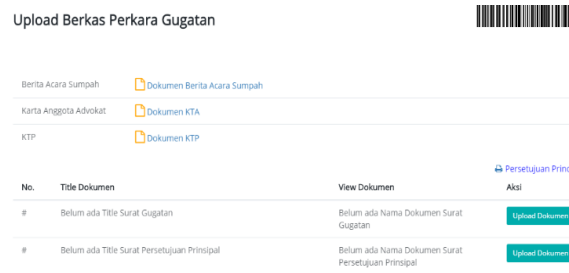 Upload Berkas Perkara Gugatan
Berita Acara Sumpah Dokumen Berita Acara Sumpah
Karta Anggota Advokat Dokumen KTA
KTP Dokumen KTP
Persetujuan
No. Title Dokumen View Dokumen Aksi
# Belum ada Title Surat Gugatan Belum ada Nama Dokumen Surat
Gugatan Upload Dokumen
# Belum ada Title Surat Persetujuan Prinsipal Belum ada Nama Dokumen Surat
Persetujuan Prinsipal Upload Dokumen